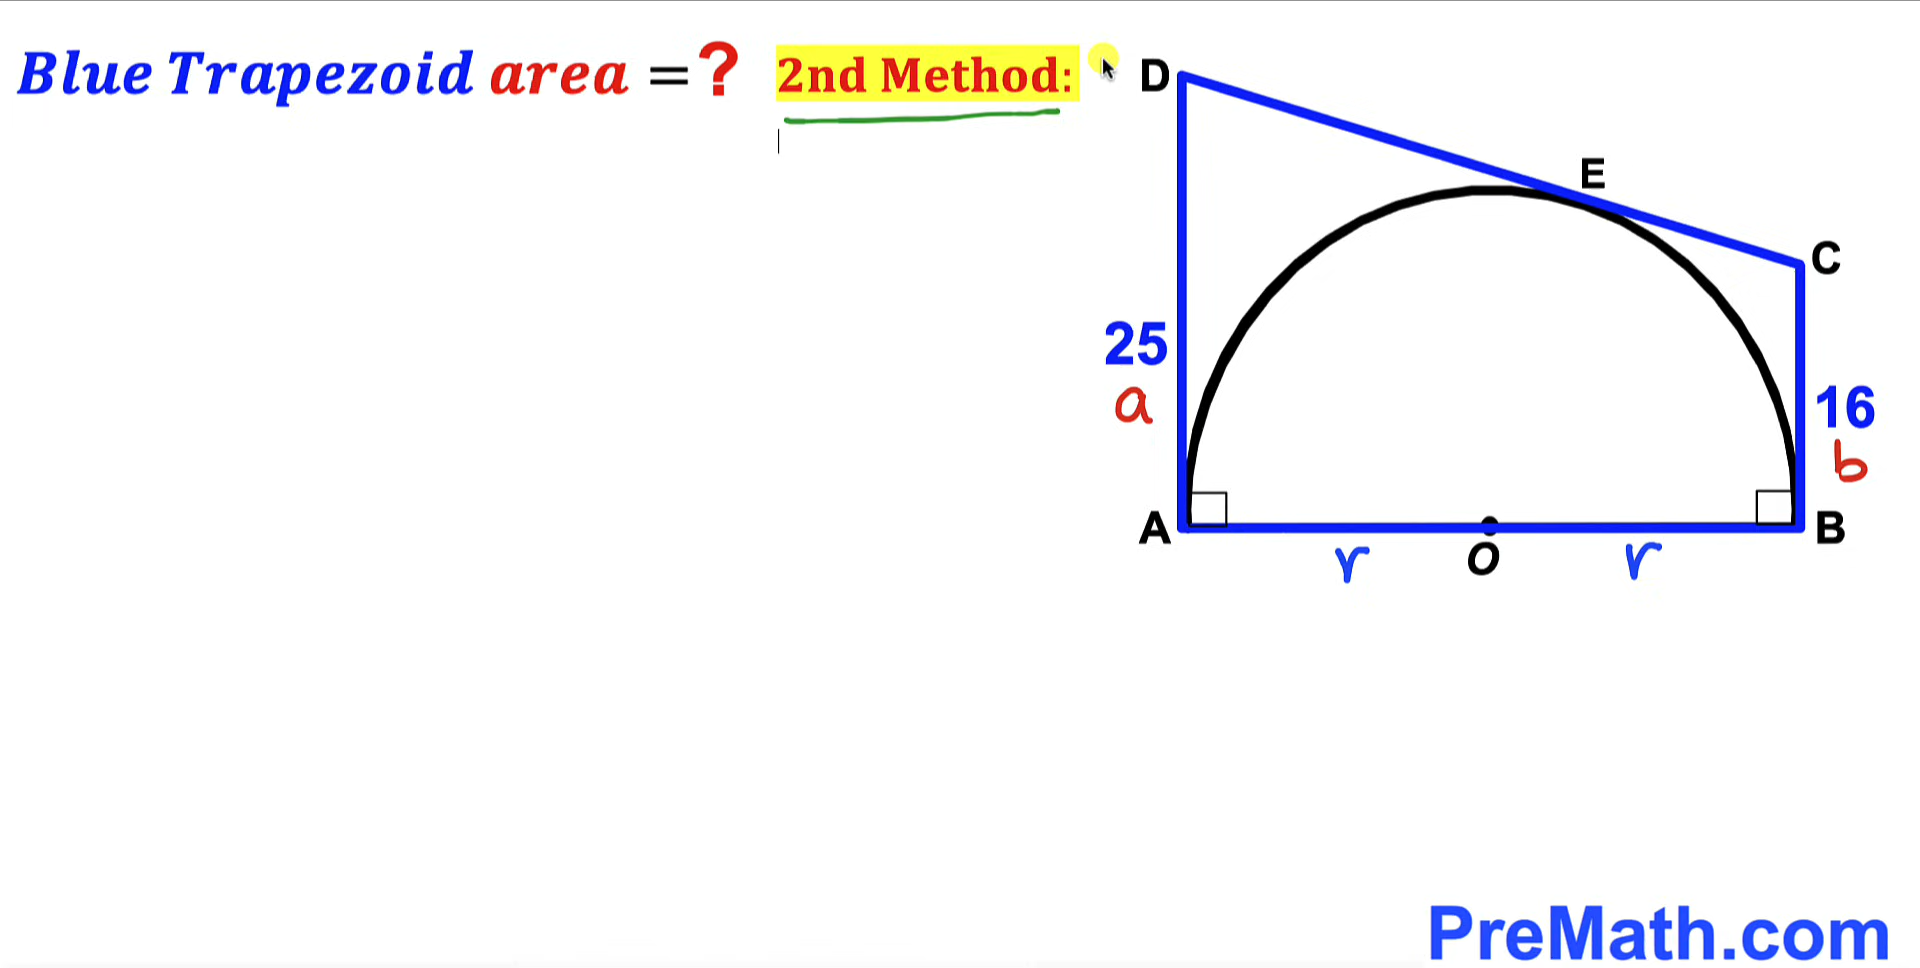 Blue Trapezoid area = ? 2nd Method:
D
E
C
25
a
16
b
A
B
r
O
r
PreMath.com